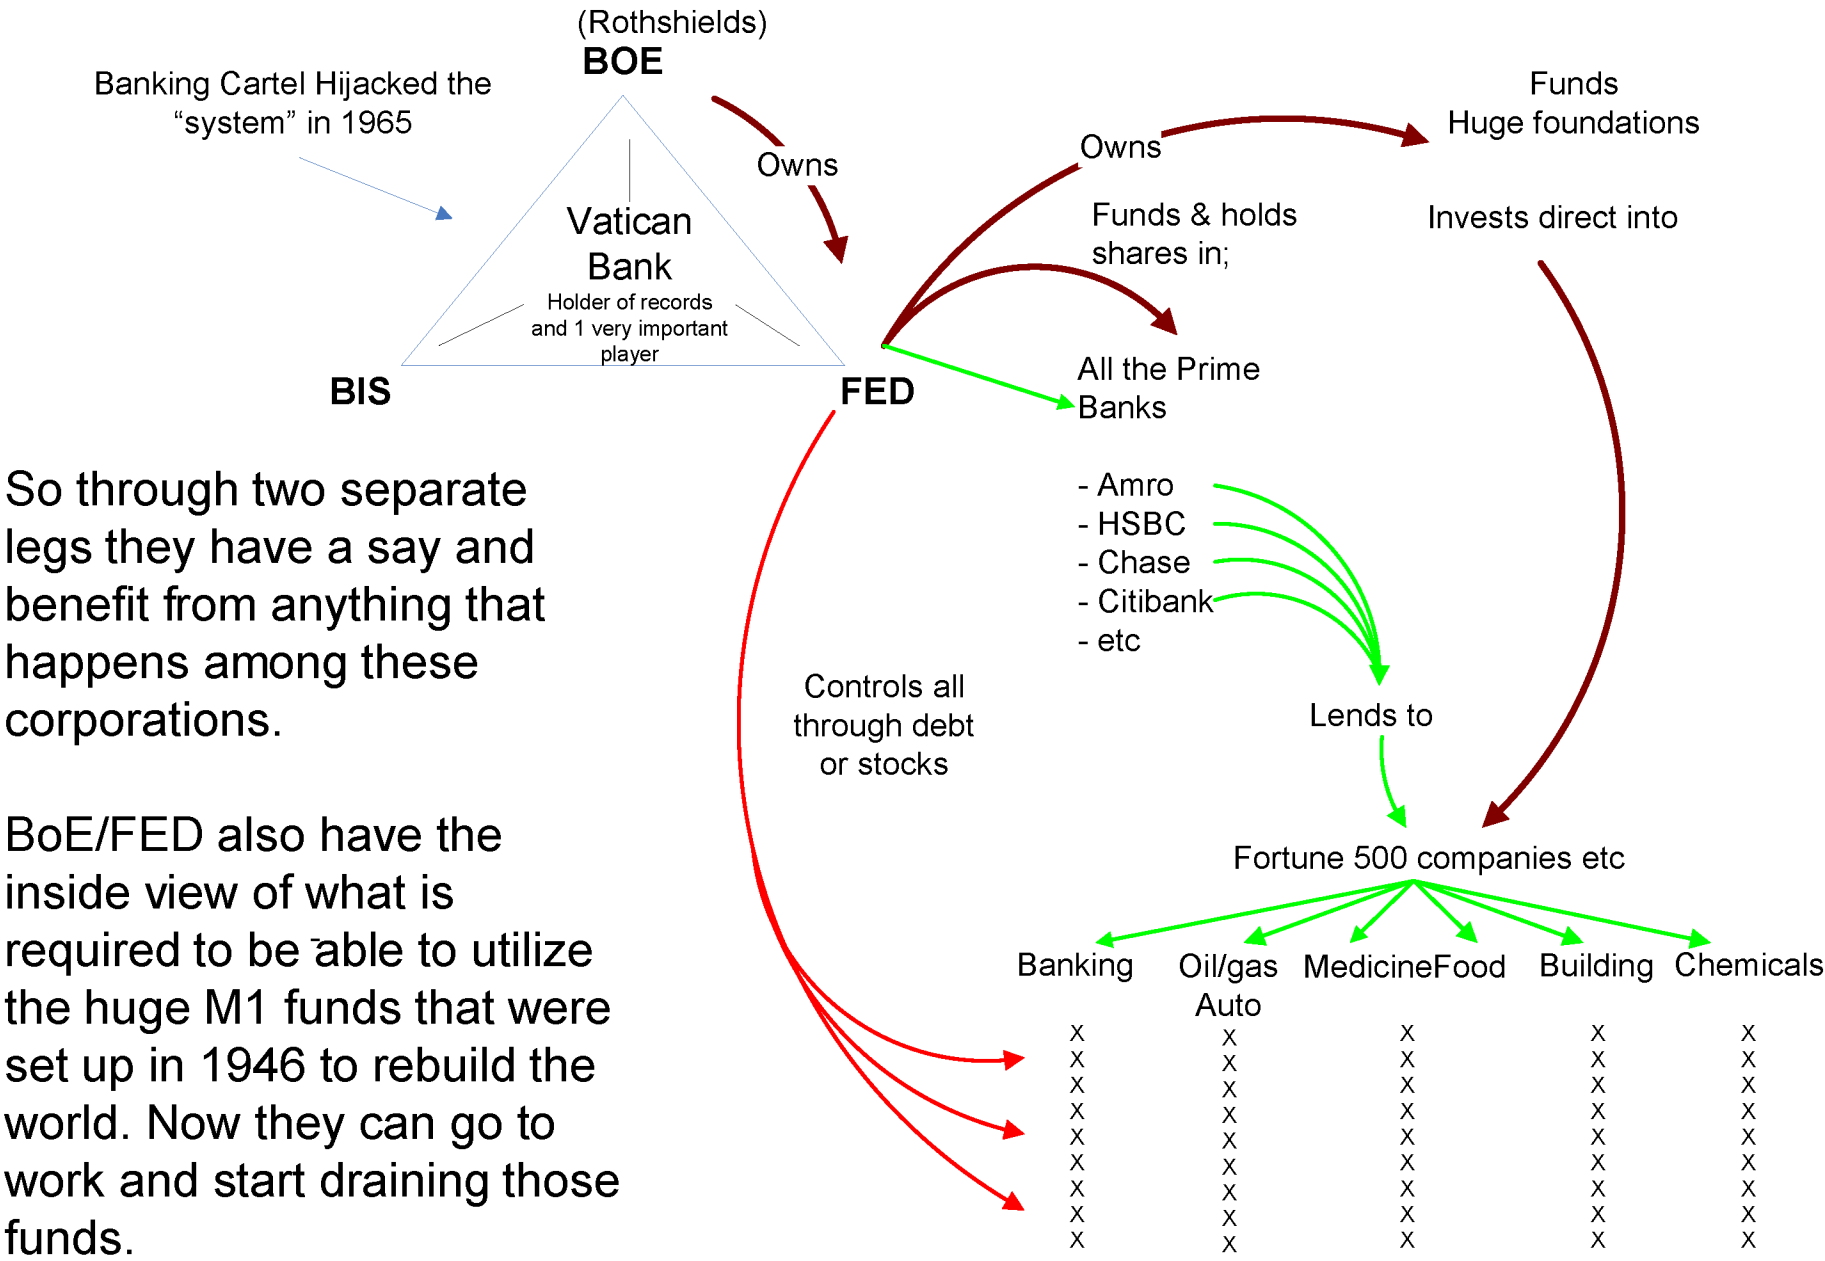 (Rothshields)
BOE
Banking Cartel Hijacked the
“system” in 1965
Owns
Vatican
Bank
Holder of records
and 1 very important
player
BIS
FED
Owns
Funds
Huge foundations
Funds & holds
shares in;
Invests direct into
All the Prime
Banks
- Amro
- HSBC
- Chase
- Citibank
- etc
Lends to
Controls all
through debt
or stocks
So through two separate
legs they have a say and
benefit from anything that
happens among these
corporations.
BoE/FED also have the
inside view of what is
required to be able to utilize
the huge M1 funds that were
set up in 1946 to rebuild the
world. Now they can go to
work and start draining those
funds.
Fortune 500 companies etc
Banking Oil/gas Medicine Food Building Chemicals
Auto
X X X X X
X X X X X
X X X X X
X X X X X
X X X X X
X X X X X
X X X X X
X X X X X
X X X X X